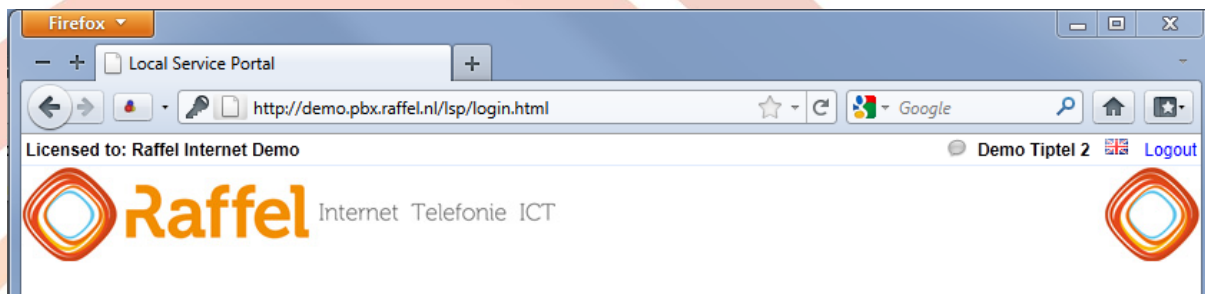 Firefox
Local Service Portal
http://demo.pbx.raffel.nl/lsp/login.html Google
Licensed to: Raffel Internet Demo Demo Tiptel 2 Logout
Raffel Internet Telefonie ICT